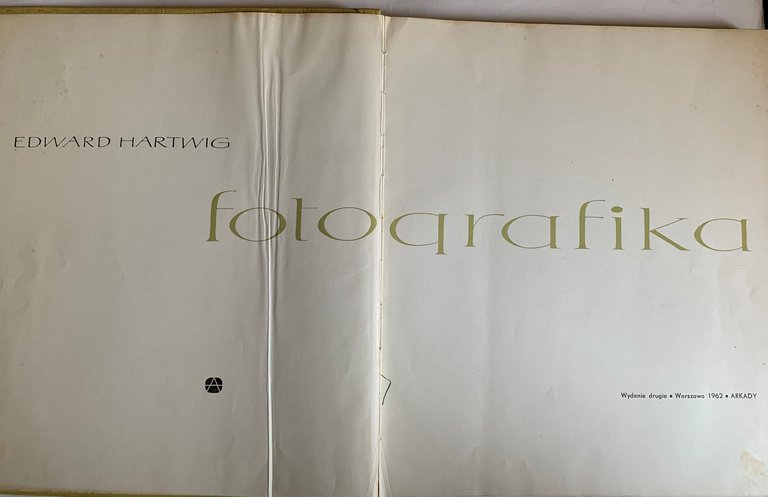 EDWARD HARTWIG
fotografika
A
Wydanie drugie • Warszawa 1962 • ARKADY